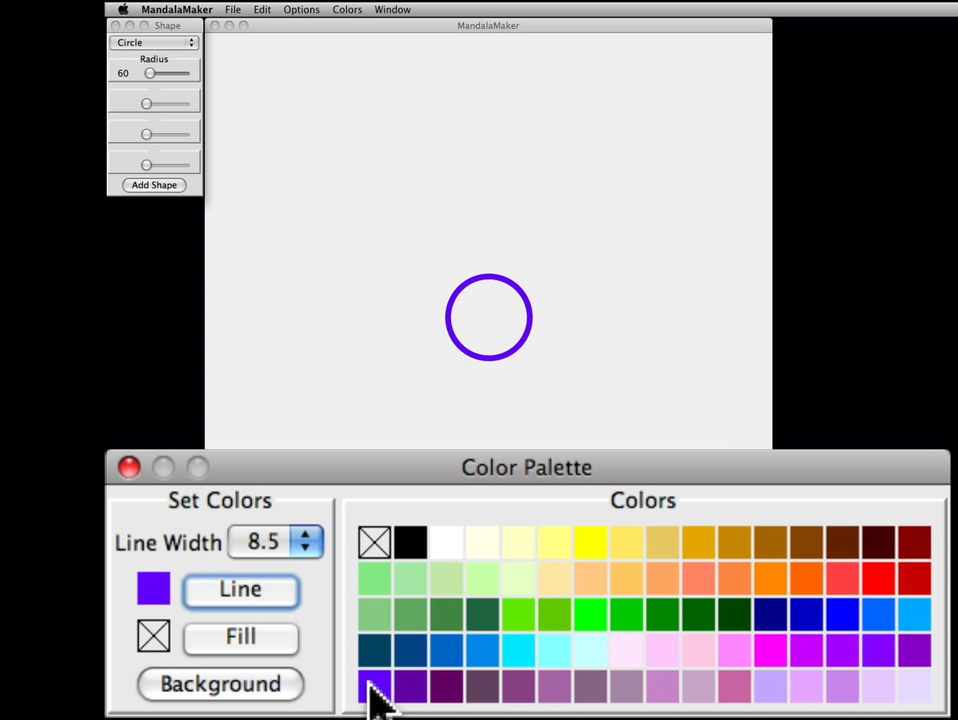 MandalaMaker File Edit Options Colors Window
Shape
MandalaMaker
Circle
Radius
60
Add Shape
Color Palette
Set Colors
Colors
Line Width 8.5
Line
Fill
Background